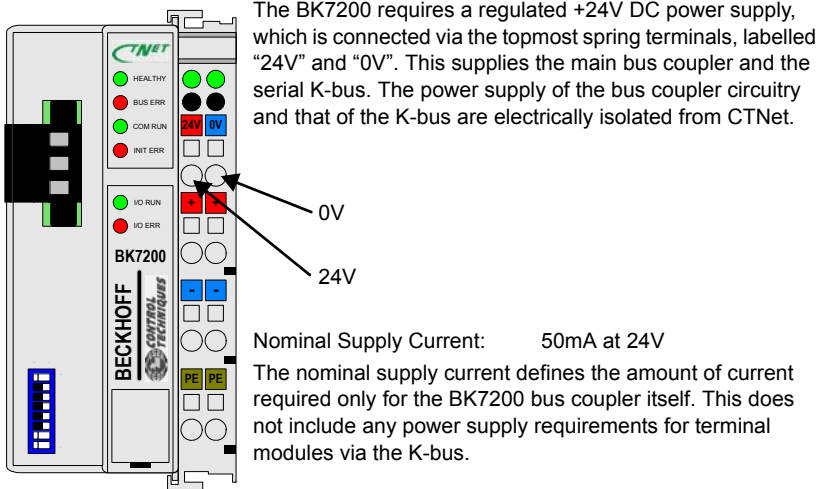 The BK7200 requires a regulated +24V DC power supply,
which is connected via the topmost spring terminals, labelled
“24V” and “0V”. This supplies the main bus coupler and the
serial K-bus. The power supply of the bus coupler circuitry
and that of the K-bus are electrically isolated from CTNet.
CTNET
HEALTHY
BUS ERR
COM RUN
INIT ERR
24V 0V
I/O RUN
I/O ERR
+ +
BK7200
BECKHOFF
CONTROL
TECHNIQUES
- -
PE PE
0V
24V
Nominal Supply Current: 50mA at 24V
The nominal supply current defines the amount of current
required only for the BK7200 bus coupler itself. This does
not include any power supply requirements for terminal
modules via the K-bus.